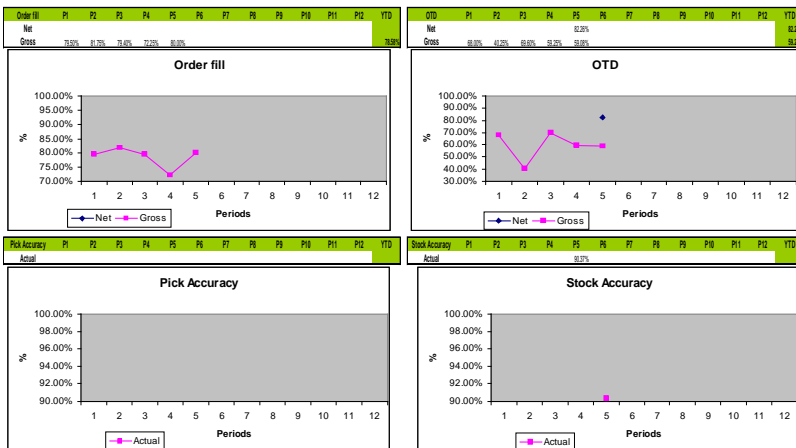 Order fill P1 P2 P3 P4 P5 P6 P7 P8 P9 P10 P11 P12 YTD
Net
Gross 79.50% 81.75% 79.40% 72.25% 80.00% 78.58%
Order fill
100.00%
95.00%
90.00%
85.00%
80.00%
75.00%
70.00%
%
1 2 3 4 5 6 7 8 9 10 11 12
Periods
Net Gross
OTD P1 P2 P3 P4 P5 P6 P7 P8 P9 P10 P11 P12 YTD
Net 82.26% 82.2
Gross 68.00% 40.25% 69.60% 59.25% 59.08% 59.2
OTD
100.00%
90.00%
80.00%
70.00%
60.00%
50.00%
40.00%
30.00%
%
1 2 3 4 5 6 7 8 9 10 11 12
Periods
Net Gross
Pick Accuracy P1 P2 P3 P4 P5 P6 P7 P8 P9 P10 P11 P12 YTD
Actual
Pick Accuracy
100.00%
98.00%
96.00%
94.00%
92.00%
90.00%
%
1 2 3 4 5 6 7 8 9 10 11 12
Periods
Actual
Stock Accuracy P1 P2 P3 P4 P5 P6 P7 P8 P9 P10 P11 P12 YTD
Actual 90.37%
Stock Accuracy
100.00%
98.00%
96.00%
94.00%
92.00%
90.00%
%
1 2 3 4 5 6 7 8 9 10 11 12
Periods
Actual